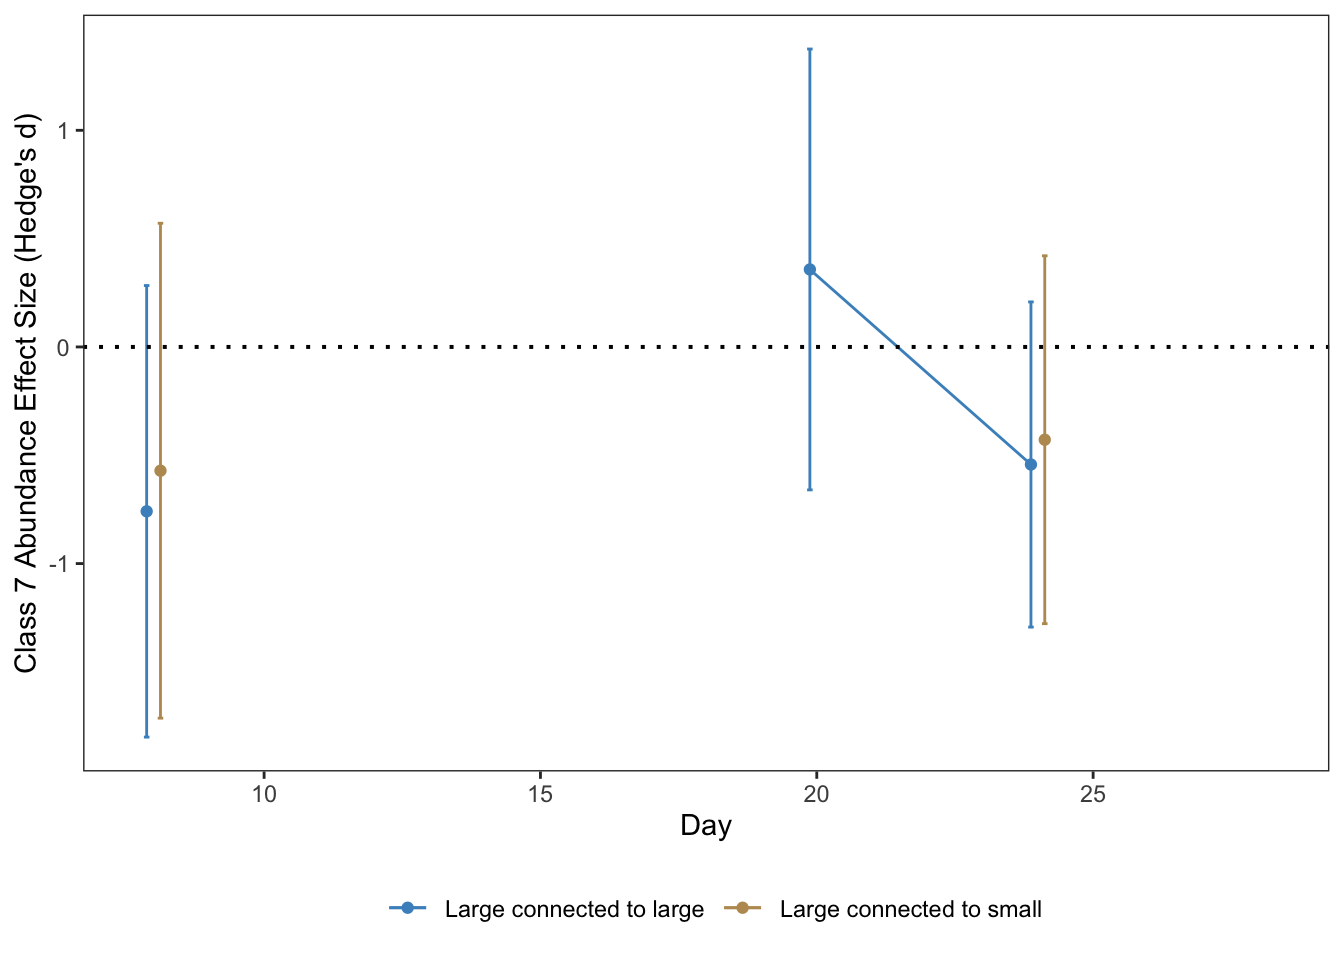 Class 7 Abundance Effect Size (Hedge's d)
1
0
-1
10 15 20 25
Day
Large connected to large Large connected to small